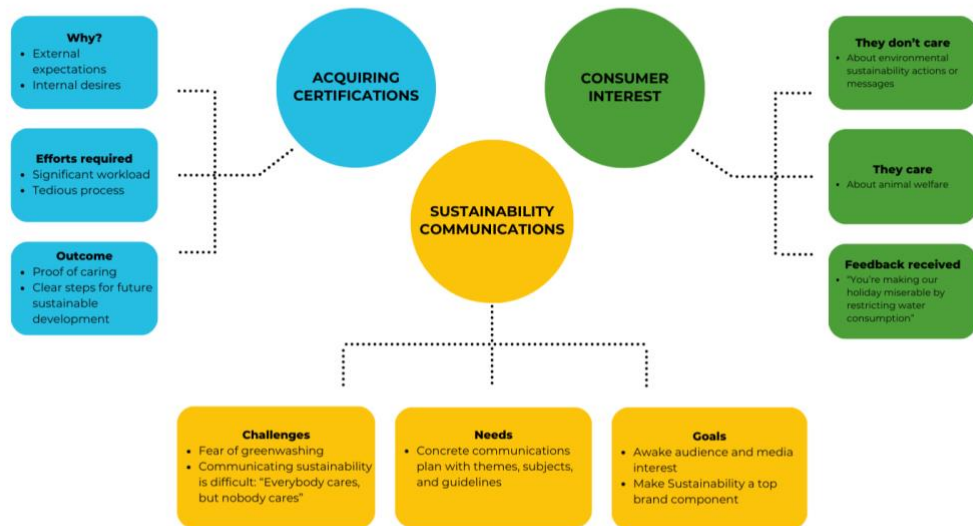 Why?
• External
expectations
• Internal desires
Efforts required
• Significant workload
• Tedious process
Outcome
• Proof of caring
• Clear steps for future
sustainable
development
ACQUIRING
CERTIFICATIONS
CONSUMER
INTEREST
They don't care
• About environmental
sustainability actions or
messages
They care
• About animal welfare
Feedback received
• "You're making our
holiday miserable by
restricting water
consumption"
SUSTAINABILITY
COMMUNICATIONS
Challenges
• Fear of greenwashing
• Communicating sustainability
is difficult: "Everybody cares,
but nobody cares"
Needs
• Concrete communications
plan with themes, subjects,
and guidelines
Goals
• Awake audience and media
interest
• Make Sustainability a top
brand component